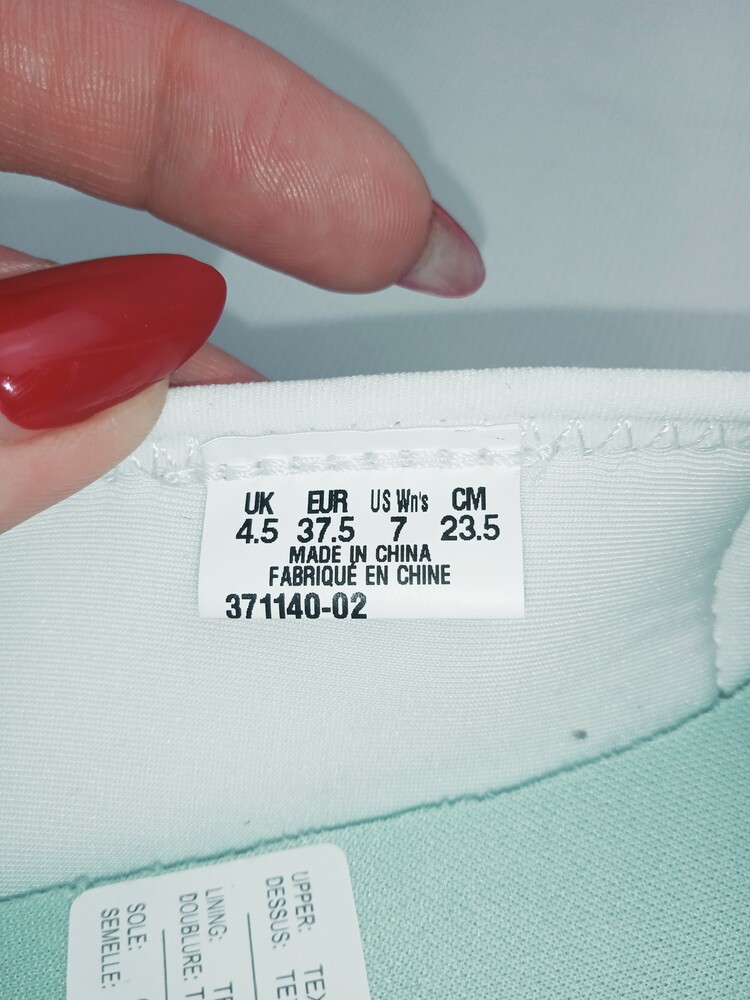 UK EUR US Wn's CM
4.5 37.5 7 23.5
MADE IN CHINA
FABRIQUÉ EN CHINE
371140-02
UPPER:
DESSUS:
LINING:
DOUBLURE:
SOLE:
SEMELLE: